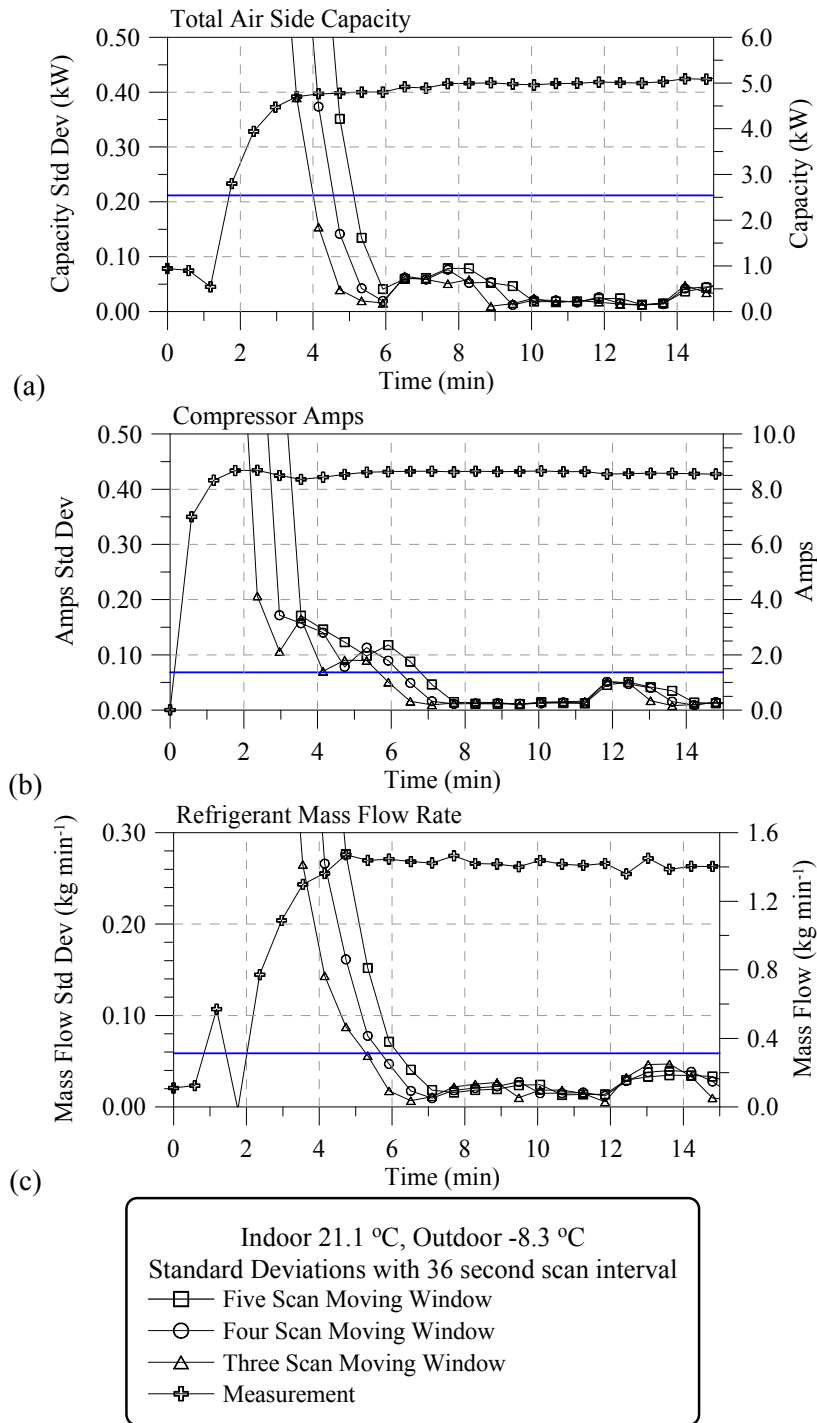 Total Air Side Capacity
0.50
0.40
0.30
0.20
0.10
0.00
Capacity Std Dev (kW)
6.0
5.0
4.0
3.0
2.0
1.0
0.0
Capacity (kW)
0 2 4 6 8 10 12 14
Time (min)
(a)
Compressor Amps
0.50
0.40
0.30
0.20
0.10
0.00
Amps Std Dev
10.0
8.0
6.0
4.0
2.0
0.0
Amps
0 2 4 6 8 10 12 14
Time (min)
(b)
Refrigerant Mass Flow Rate
0.30
0.20
0.10
0.00
Mass Flow Std Dev (kg min⁻¹)
1.6
1.2
0.8
0.4
0.0
Mass Flow (kg min⁻¹)
0 2 4 6 8 10 12 14
Time (min)
(c)
Indoor 21.1 ºC, Outdoor -8.3 ºC
Standard Deviations with 36 second scan interval
Five Scan Moving Window
Four Scan Moving Window
Three Scan Moving Window
Measurement